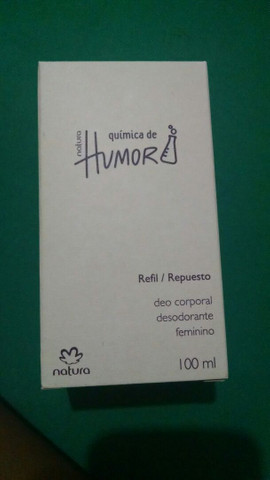 química de
natura
HUMOR
Refil / Repuesto
deo corporal
desodorante
feminino
natura
100 ml